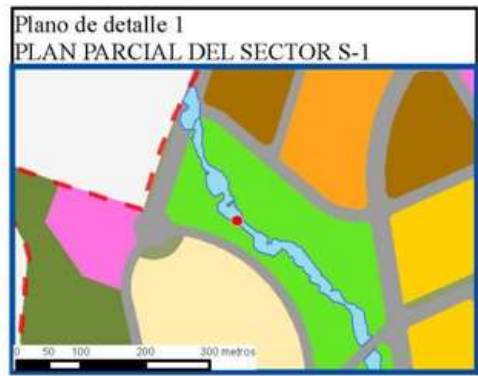 Plano de detalle 1
PLAN PARCIAL DEL SECTOR S-1
0 50 100 200 300 metros